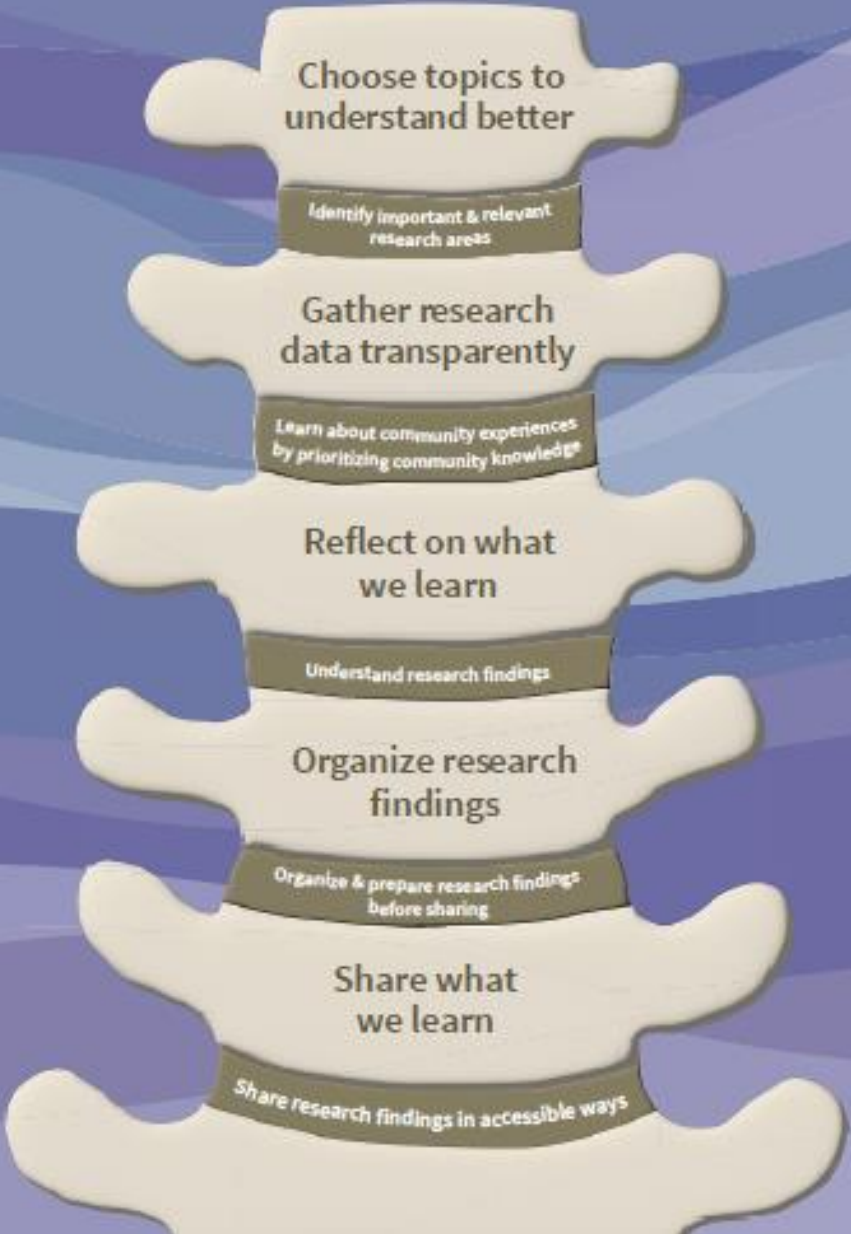 Choose topics to
understand better
Identify important & relevant
research areas
Gather research
data transparently
Learn about community experiences
by prioritizing community knowledge
Reflect on what
we learn
Understand research findings
Organize research
findings
Organize & prepare research findings
before sharing
Share what
we learn
Share research findings in accessible ways